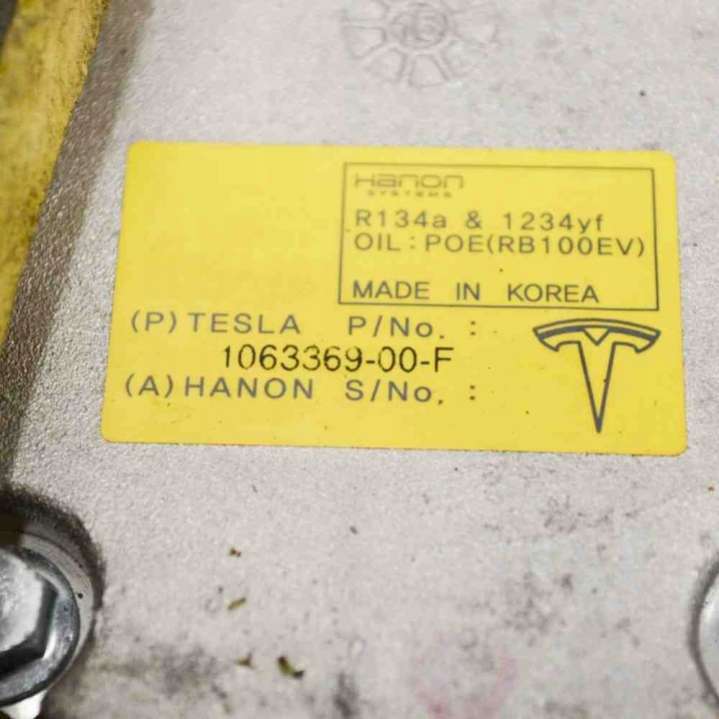 Hanon
SYSTEMS
R134a & 1234yf
OIL : POE(RB100EV)
MADE IN KOREA
(P) TESLA P/No. :
1063369-00-F
(A) HANON S/No. :